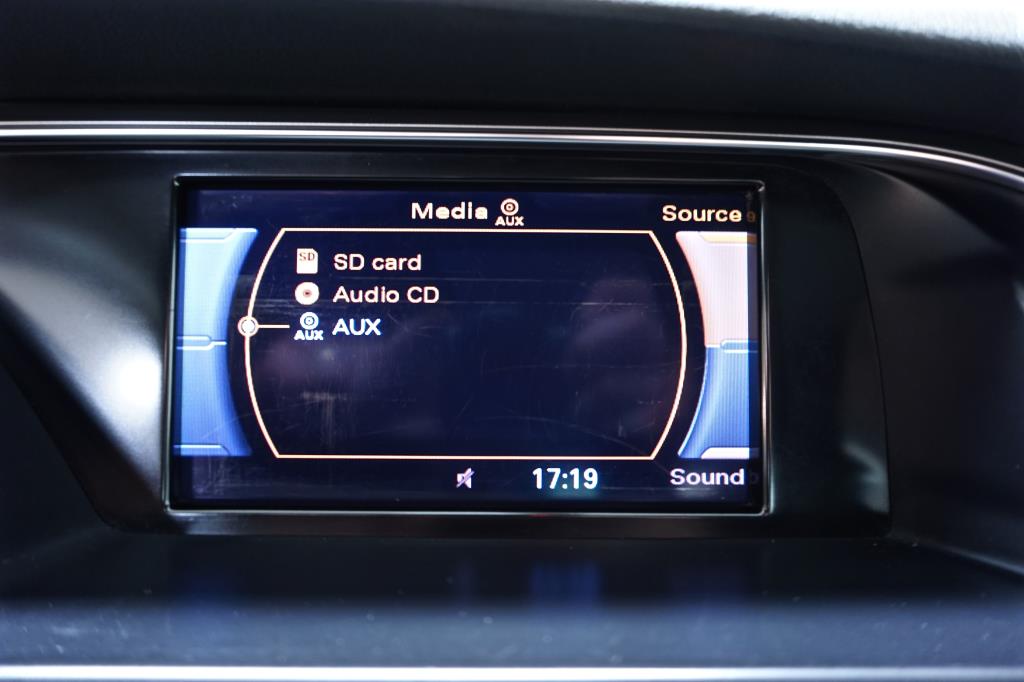 Media AUX
Source
SD SD card
Audio CD
AUX AUX
17:19
Sound